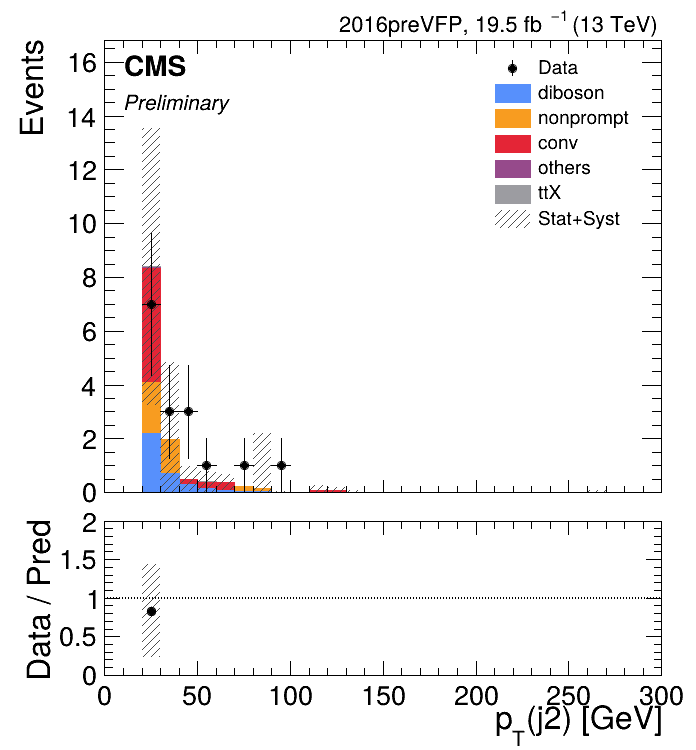 2016preVFP, 19.5 fb⁻¹ (13 TeV)
CMS
Preliminary
Events
16
14
12
10
8
6
4
2
0
Data
diboson
nonprompt
conv
others
ttX
Stat+Syst
Data / Pred
2
1.5
1
0.5
0
0 50 100 150 200 250 300
p_T(j2) [GeV]